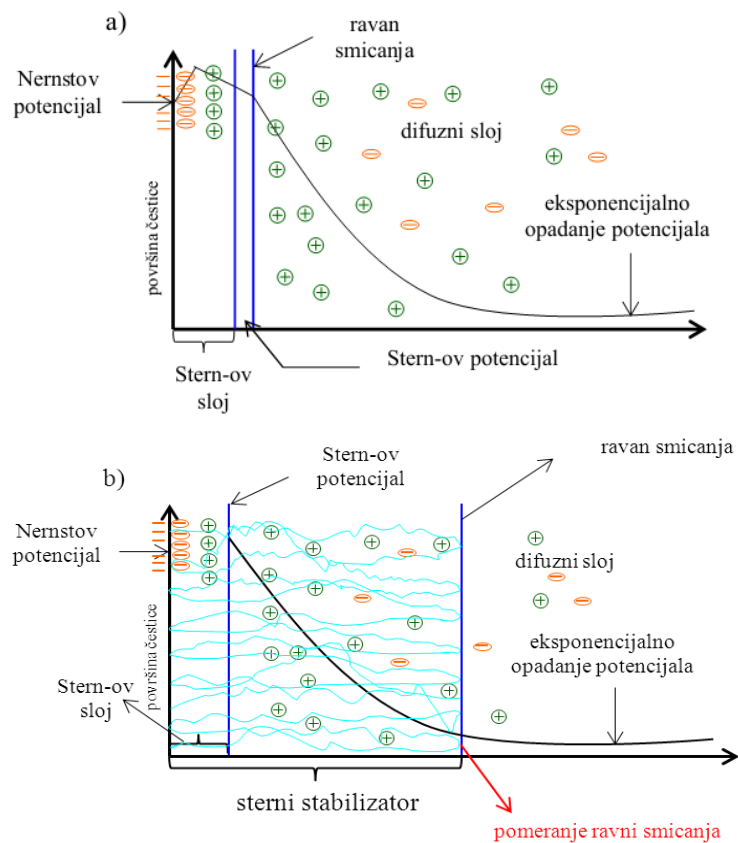 a)
ravan
smicanja
Nernstov
potencijal
difuzni sloj
eksponencijalno
opadanje potencijala
površina čestice
Stern-ov
sloj
Stern-ov potencijal
b)
Stern-ov
potencijal
ravan smicanja
Nernstov
potencijal
difuzni sloj
eksponencijalno
opadanje potencijala
površina čestice
Stern-ov
sloj
sterni stabilizator
pomeranje ravni smicanja